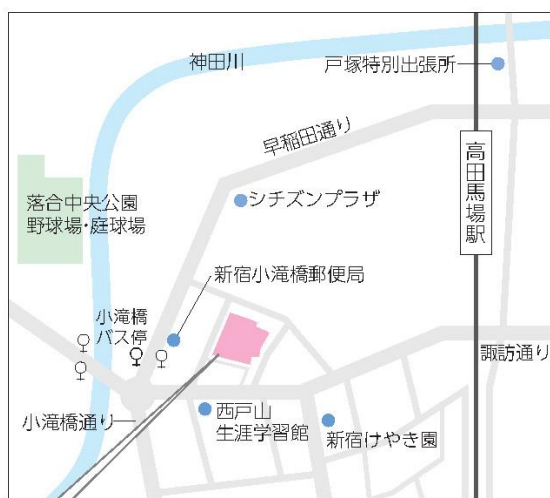 神田川
戸塚特別出張所
早稲田通り
高田馬場駅
シチズンプラザ
落合中央公園
野球場・庭球場
新宿小滝橋郵便局
小滝橋
バス停
諏訪通り
小滝橋通り
西戸山
生涯学習館
新宿けやき園